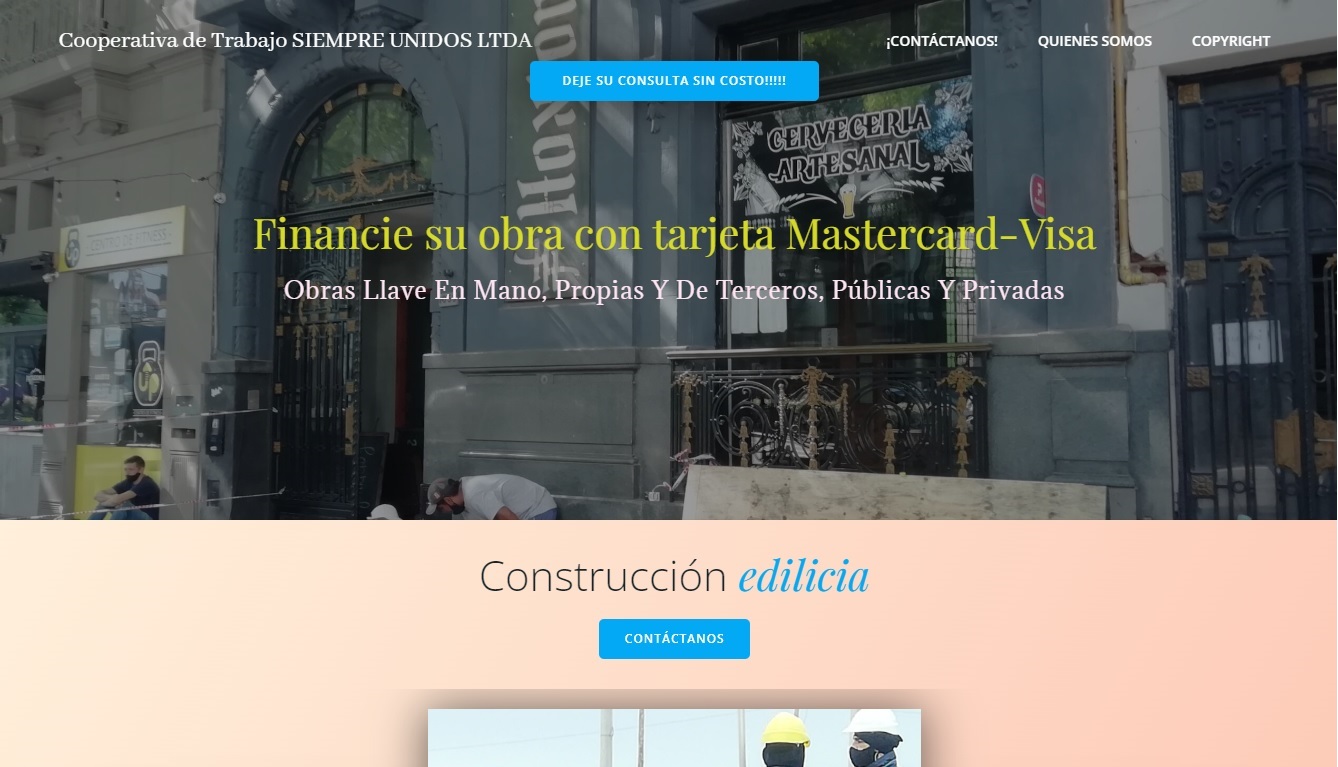 Cooperativa de Trabajo SIEMPRE UNIDOS LTDA
¡CONTÁCTANOS!
QUIENES SOMOS
COPYRIGHT
DEJE SU CONSULTA SIN COSTO!!!!!
CERVECERIA
ARTESANAL
CENTRO DE FITNESS
Financie su obra con tarjeta Mastercard-Visa
Obras Llave En Mano, Propias Y De Terceros, Públicas Y Privadas
Construcción edilicia
CONTÁCTANOS